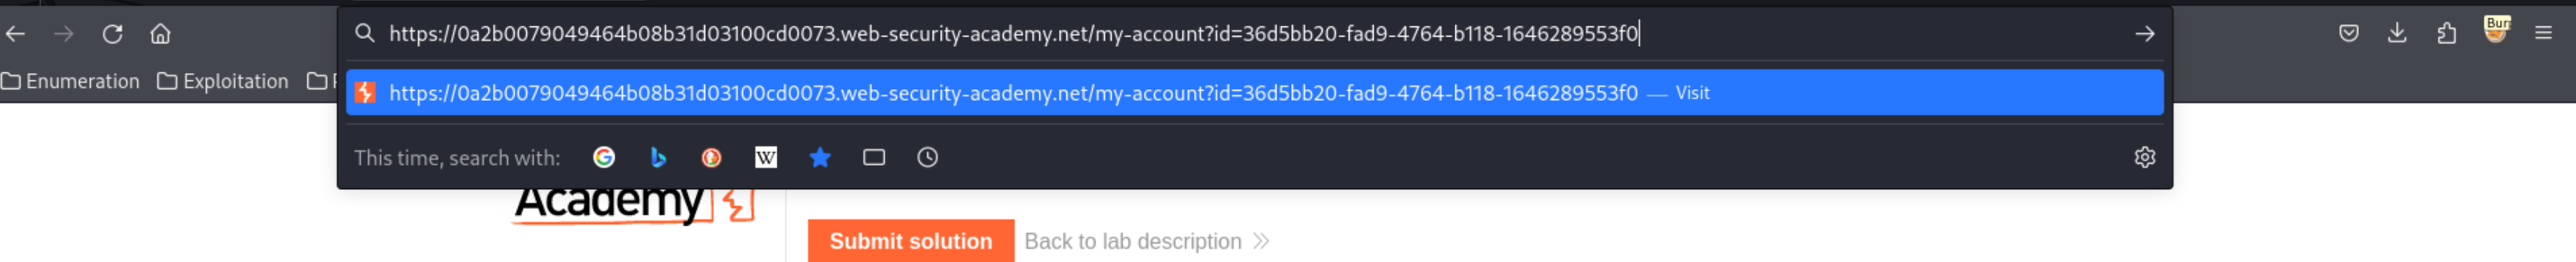 https://0a2b0079049464b08b31d03100cd0073.web-security-academy.net/my-account?id=36d5bb20-fad9-4764-b118-1646289553f0
Enumeration Exploitation
https://0a2b0079049464b08b31d03100cd0073.web-security-academy.net/my-account?id=36d5bb20-fad9-4764-b118-1646289553f0 — Visit
This time, search with: G W
Academy
Submit solution Back to lab description